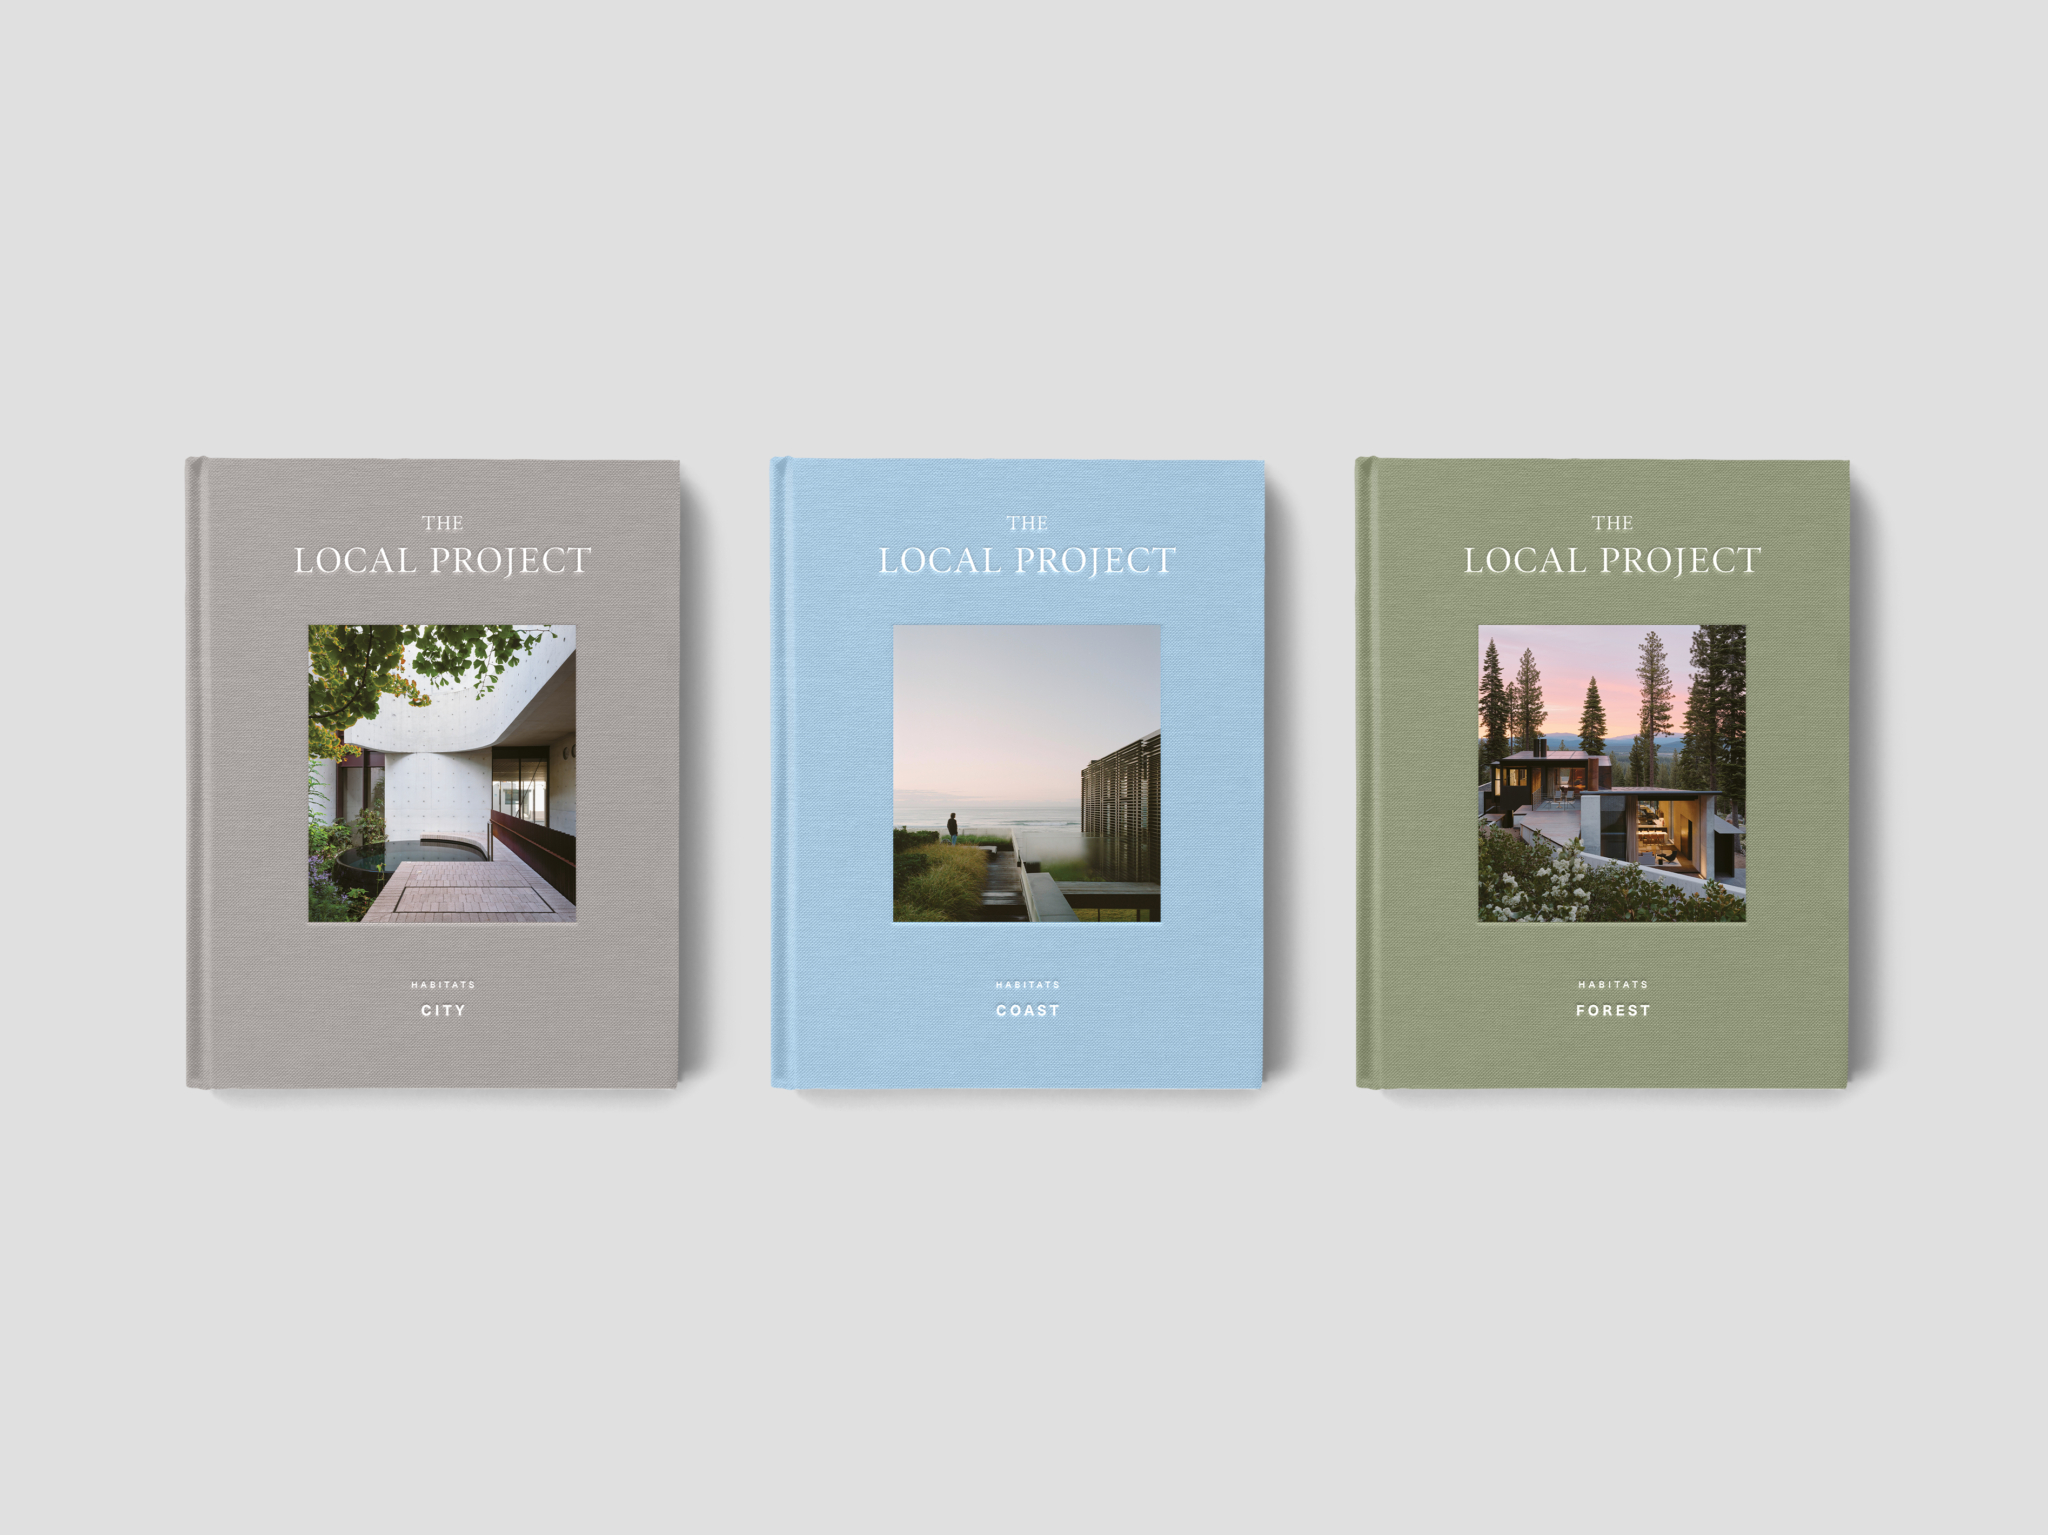 THE
LOCAL PROJECT
HABITATS
CITY
THE
LOCAL PROJECT
HABITATS
COAST
THE
LOCAL PROJECT
HABITATS
FOREST